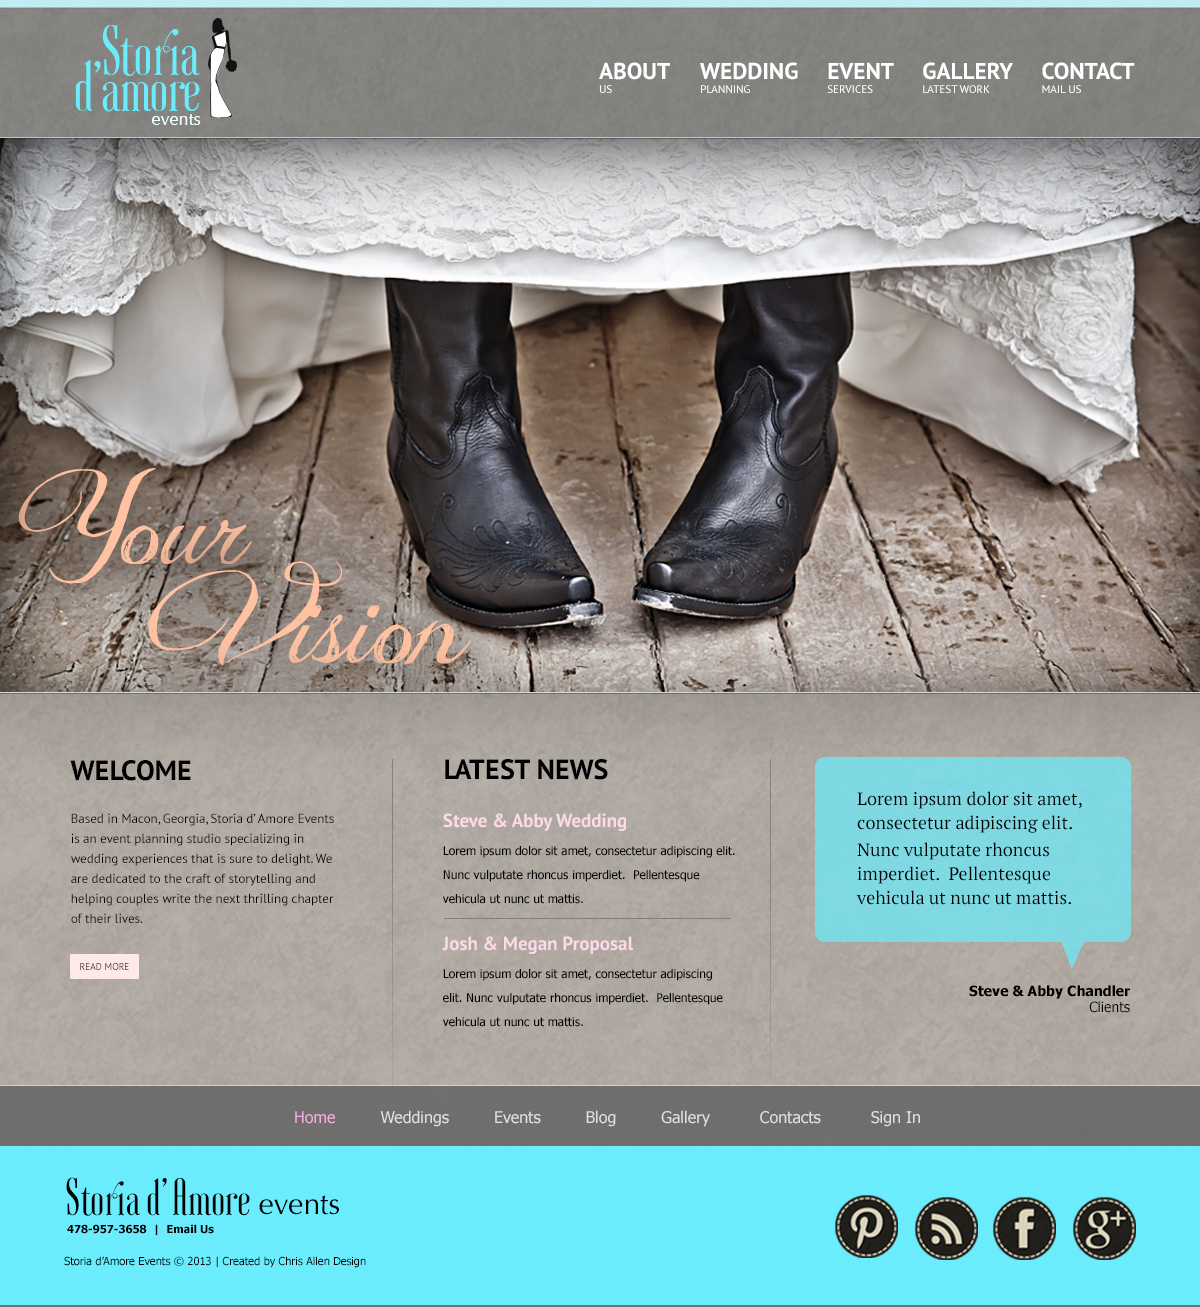 Storia
d'amore
events
ABOUT
US
WEDDING
PLANNING
EVENT
SERVICES
GALLERY
LATEST WORK
CONTACT
MAIL US
Your
Vision
WELCOME
Based in Macon, Georgia, Storia d' Amore Events
is an event planning studio specializing in
wedding experiences that is sure to delight. We
are dedicated to the craft of storytelling and
helping couples write the next thrilling chapter
of their lives.
READ MORE
LATEST NEWS
Steve & Abby Wedding
Lorem ipsum dolor sit amet, consectetur adipiscing elit.
Nunc vulputate rhoncus imperdiet. Pellentesque
vehicula ut nunc ut mattis.
Josh & Megan Proposal
Lorem ipsum dolor sit amet, consectetur adipiscing
elit. Nunc vulputate rhoncus imperdiet. Pellentesque
vehicula ut nunc ut mattis.
Lorem ipsum dolor sit amet,
consectetur adipiscing elit.
Nunc vulputate rhoncus
imperdiet. Pellentesque
vehicula ut nunc ut mattis.
Steve & Abby Chandler
Clients
Home Weddings Events Blog Gallery Contacts Sign In
Storia d'Amore events
478-957-3658 | Email Us
Storia d'Amore Events © 2013 | Created by Chris Allen Design
P f g+